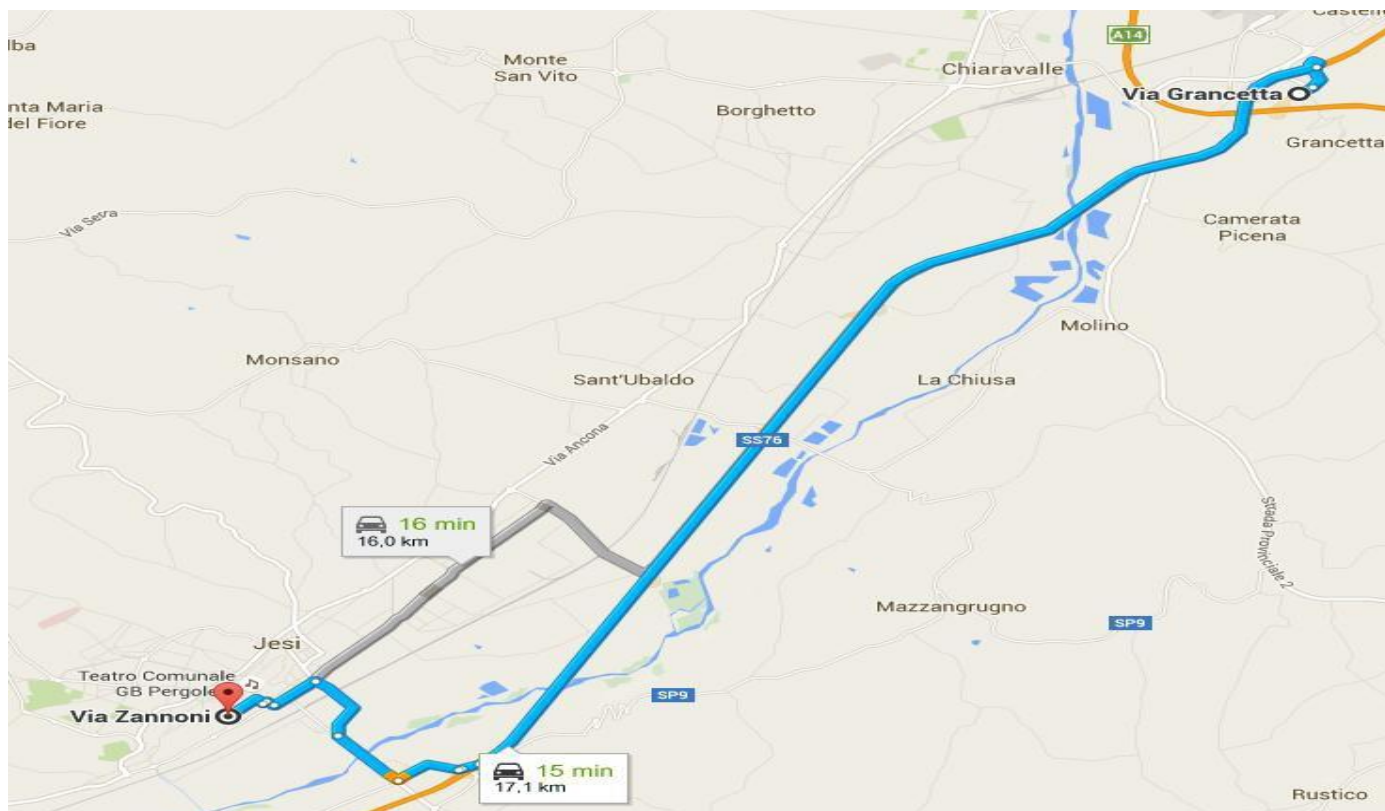 Castell
A14
lba
Monte
San Vito
Chiaravalle
Via Grancetta
nta Maria
del Fiore
Borghetto
Grancetta
Via Serra
Camerata
Picena
Molino
Monsano
Sant'Ubaldo
La Chiusa
SS76
Via Ancona
16 min
16,0 km
Strada Provinciale 2
Mazzangrugno
SP9
Jesi
Teatro Comunale
GB Pergole
SP9
Via Zannoni
15 min
17,1 km
Rustico